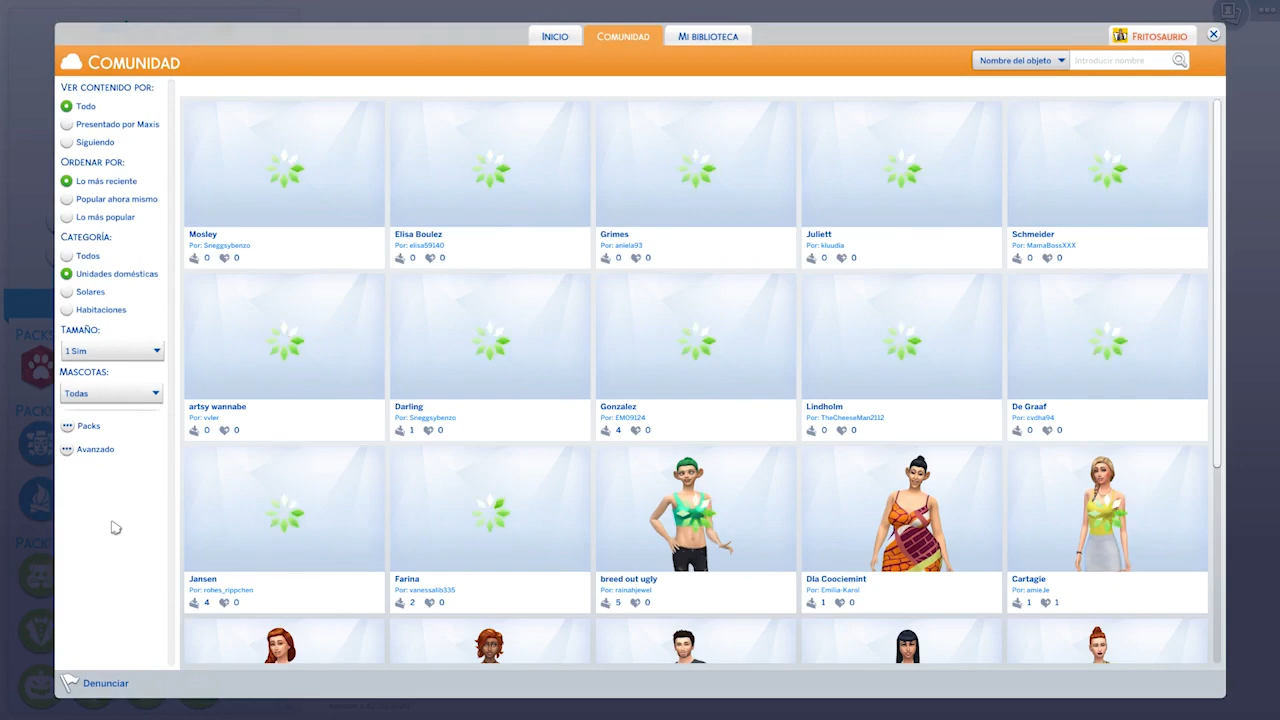 INICIO
COMUNIDAD
MI BIBLIOTECA
FRITOSAURIO
COMUNIDAD
Nombre del objeto
Introducir nombre
VER CONTENIDO POR:
Todo
Presentado por Maxis
Siguiendo
ORDENAR POR:
Lo más reciente
Popular ahora mismo
Lo más popular
CATEGORÍA:
Todos
Unidades domésticas
Solares
Habitaciones
TAMAÑO:
1 Sim
MASCOTAS:
Todas
Packs
Avanzado
Mosley
Por: Sneggsybenzo
0 0
Elisa Boulez
Por: elisa59140
0 0
Grimes
Por: aniela93
0 0
Juliett
Por: kluudia
0 0
Schmeider
Por: MamaBossXXX
0 0
artsy wannabe
Por: vvler
0 0
Darling
Por: Sneggsybenzo
1 0
Gonzalez
Por: EMO9124
4 0
Lindholm
Por: TheCheeseMan2112
0 0
De Graaf
Por: cvdha94
0 0
Jansen
Por: rohes_rippchen
4 0
Farina
Por: vanessalib335
2 0
breed out ugly
Por: rainahjewel
5 0
Dla Coociemint
Por: Emilia-Karol
1 0
Cartagie
Por: amieJe
1 1
Denunciar
PACKS
PACK
PACK